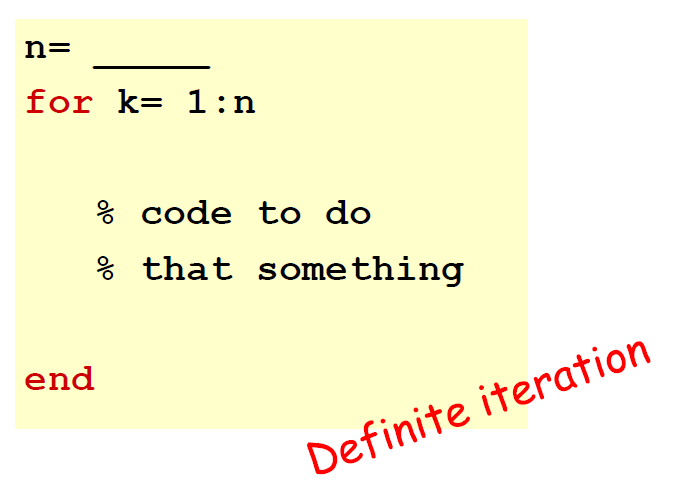 n= _____
for k= 1:n
% code to do
% that something
end
Definite iteration